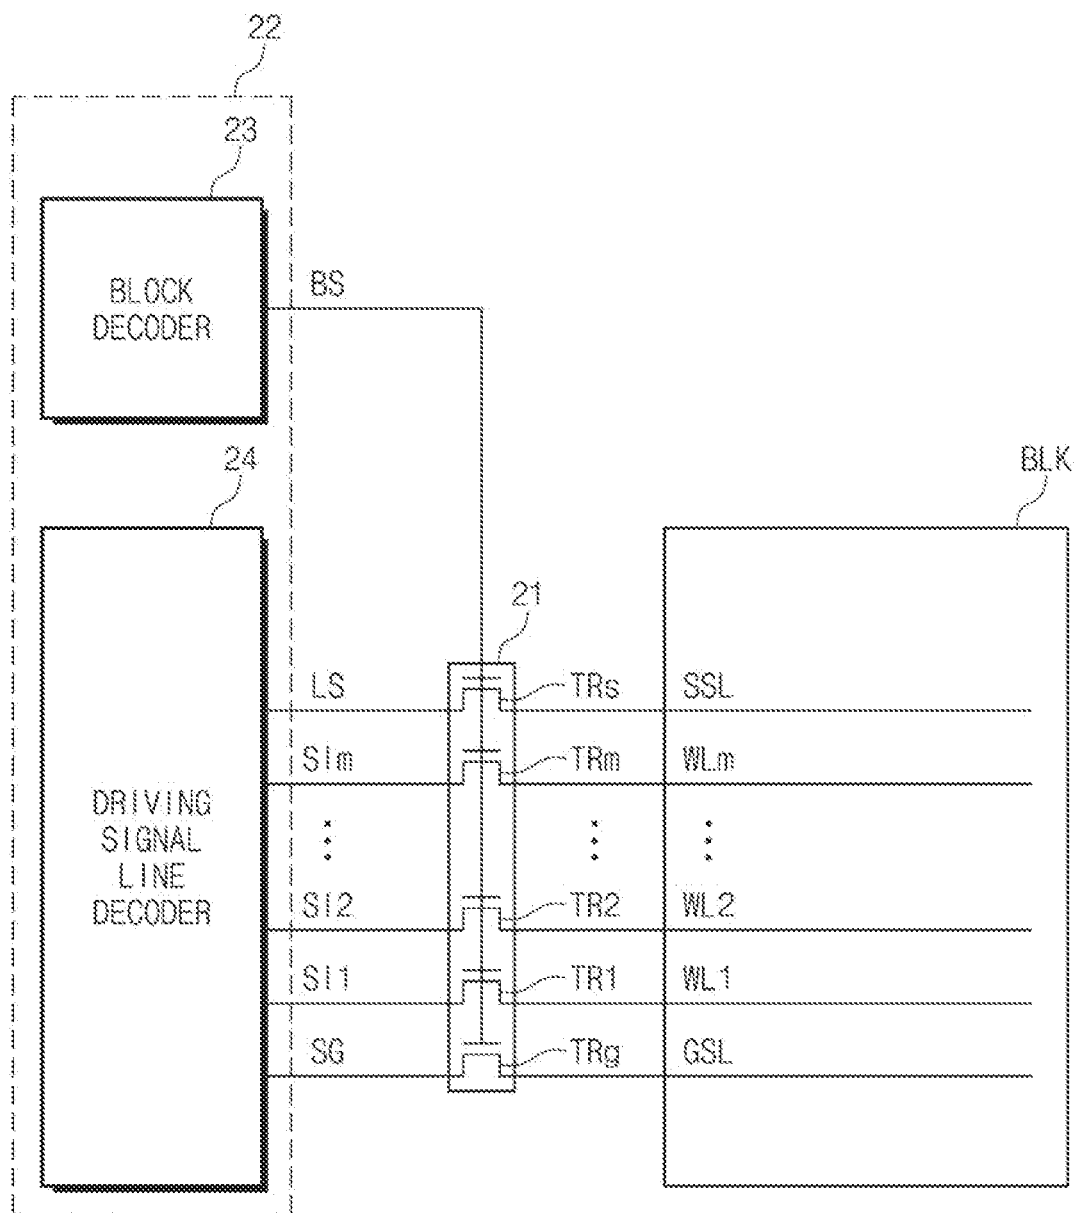 22
23
BLOCK
DECODER
BS
24
BLK
21
LS
TRs
SSL
SIm
TRm
WLm
DRIVING
SIGNAL
LINE
DECODER
SI2
TR2
WL2
SI1
TR1
WL1
SG
TRg
GSL